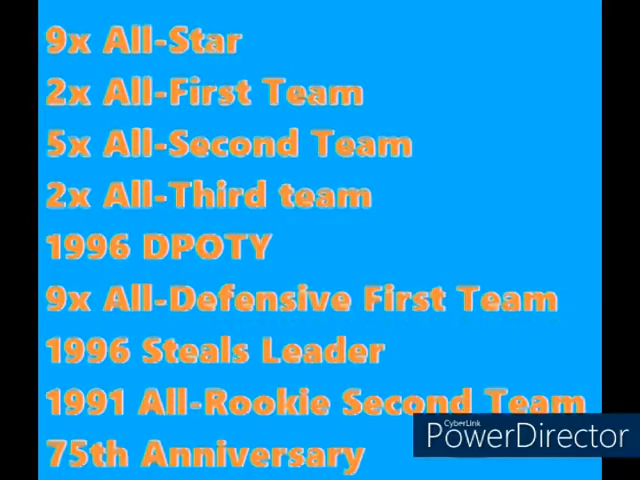 9x All-Star
2x All-First Team
5x All-Second Team
2x All-Third team
1996 DPOTY
9x All-Defensive First Team
1996 Steals Leader
1991 All-Rookie Second Team
75th Anniversary
CyberLink
PowerDirector